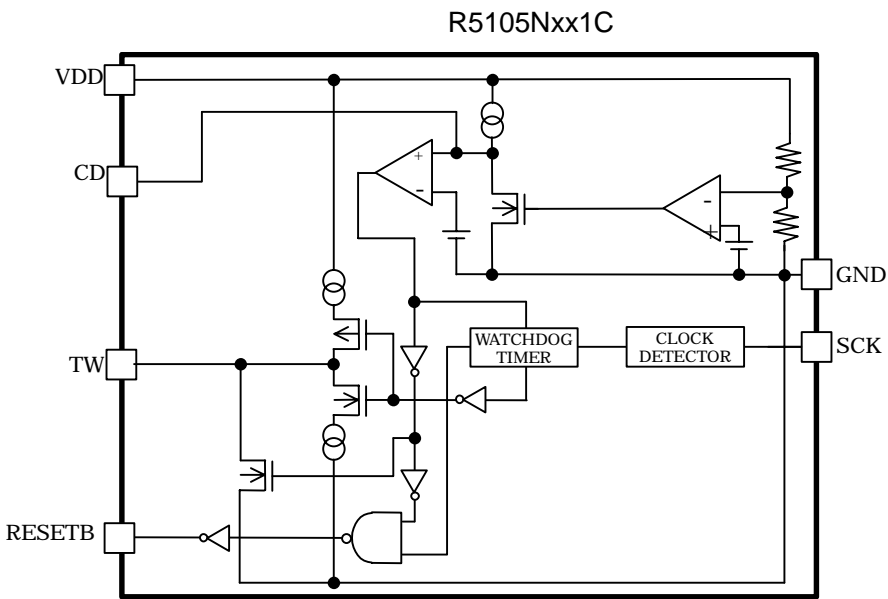 R5105Nxx1C
VDD
CD
+
-
-
+
GND
WATCHDOG
TIMER
CLOCK
DETECTOR
SCK
TW
RESETB